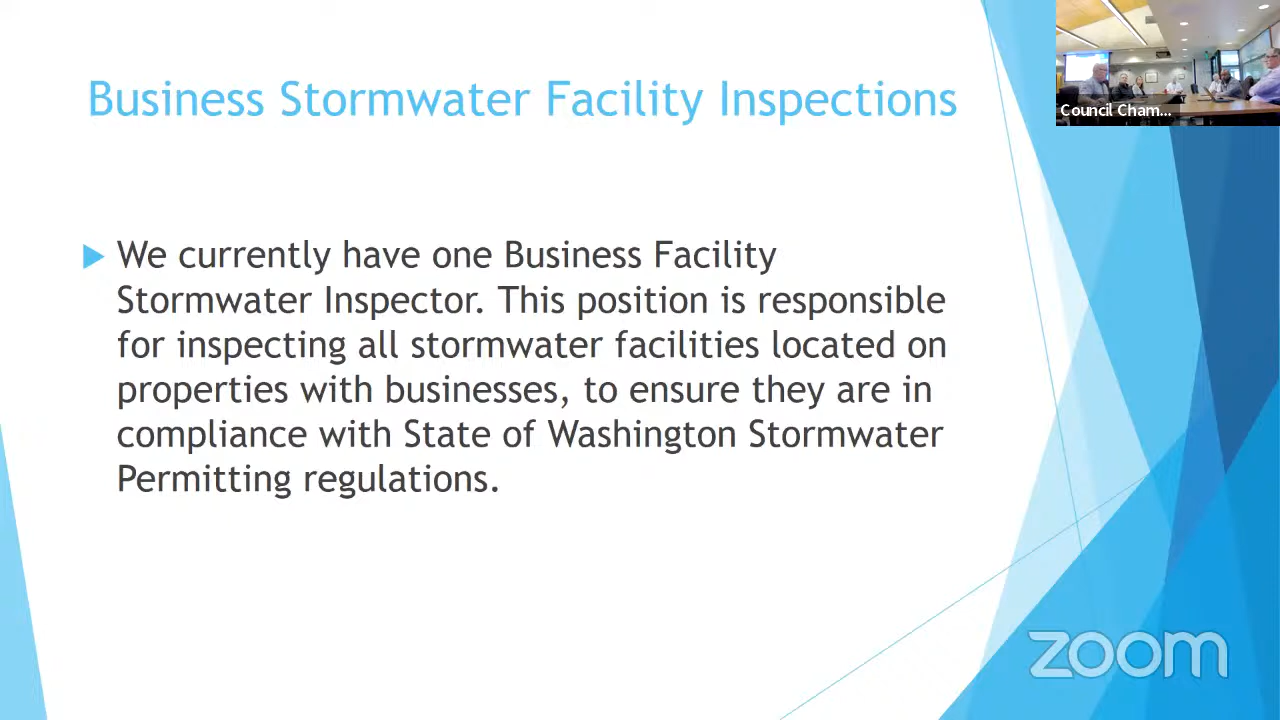 Business Stormwater Facility Inspections
Council Cham...
We currently have one Business Facility
Stormwater Inspector. This position is responsible
for inspecting all stormwater facilities located on
properties with businesses, to ensure they are in
compliance with State of Washington Stormwater
Permitting regulations.
zoom